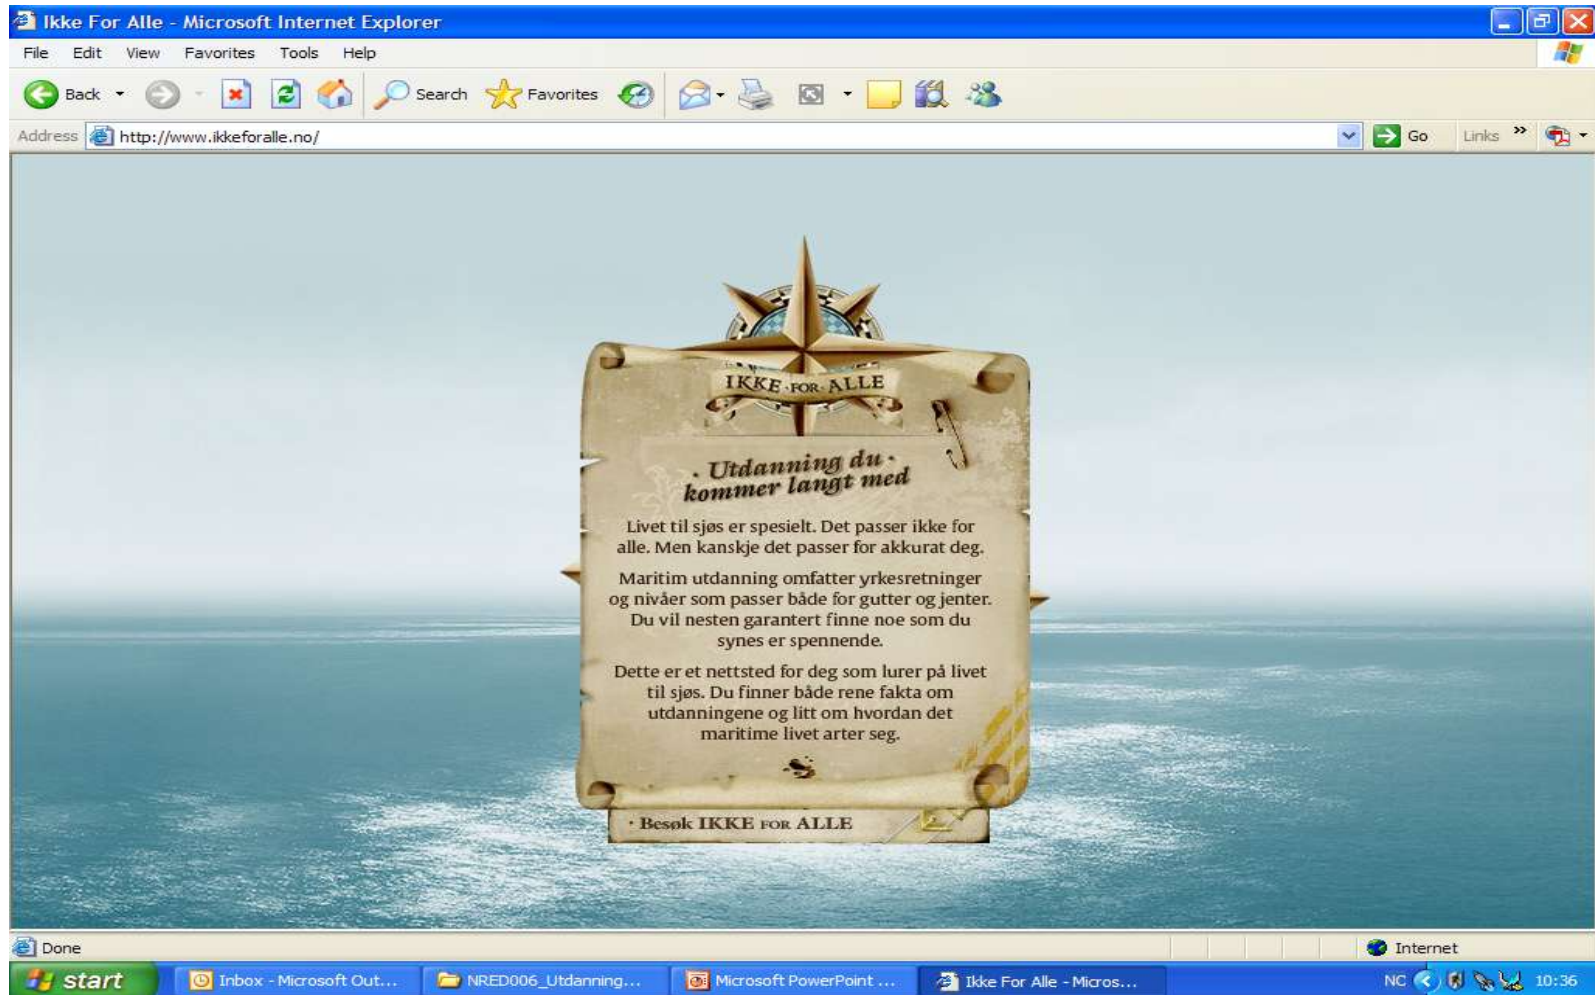 Ikke For Alle - Microsoft Internet Explorer
File Edit View Favorites Tools Help
Back Search Favorites
Address http://www.ikkeforalle.no/ Go Links »
IKKE · FOR · ALLE
· Utdanning du ·
kommer langt med
Livet til sjøs er spesielt. Det passer ikke for
alle. Men kanskje det passer for akkurat deg.
Maritim utdanning omfatter yrkesretninger
og nivåer som passer både for gutter og jenter.
Du vil nesten garantert finne noe som du
synes er spennende.
Dette er et nettsted for deg som lurer på livet
til sjøs. Du finner både rene fakta om
utdanningene og litt om hvordan det
maritime livet arter seg.
· Besøk IKKE FOR ALLE
Done Internet
start Inbox - Microsoft Out... NRED006_Utdanning... Microsoft PowerPoint ... Ikke For Alle - Micros... NC 10:36